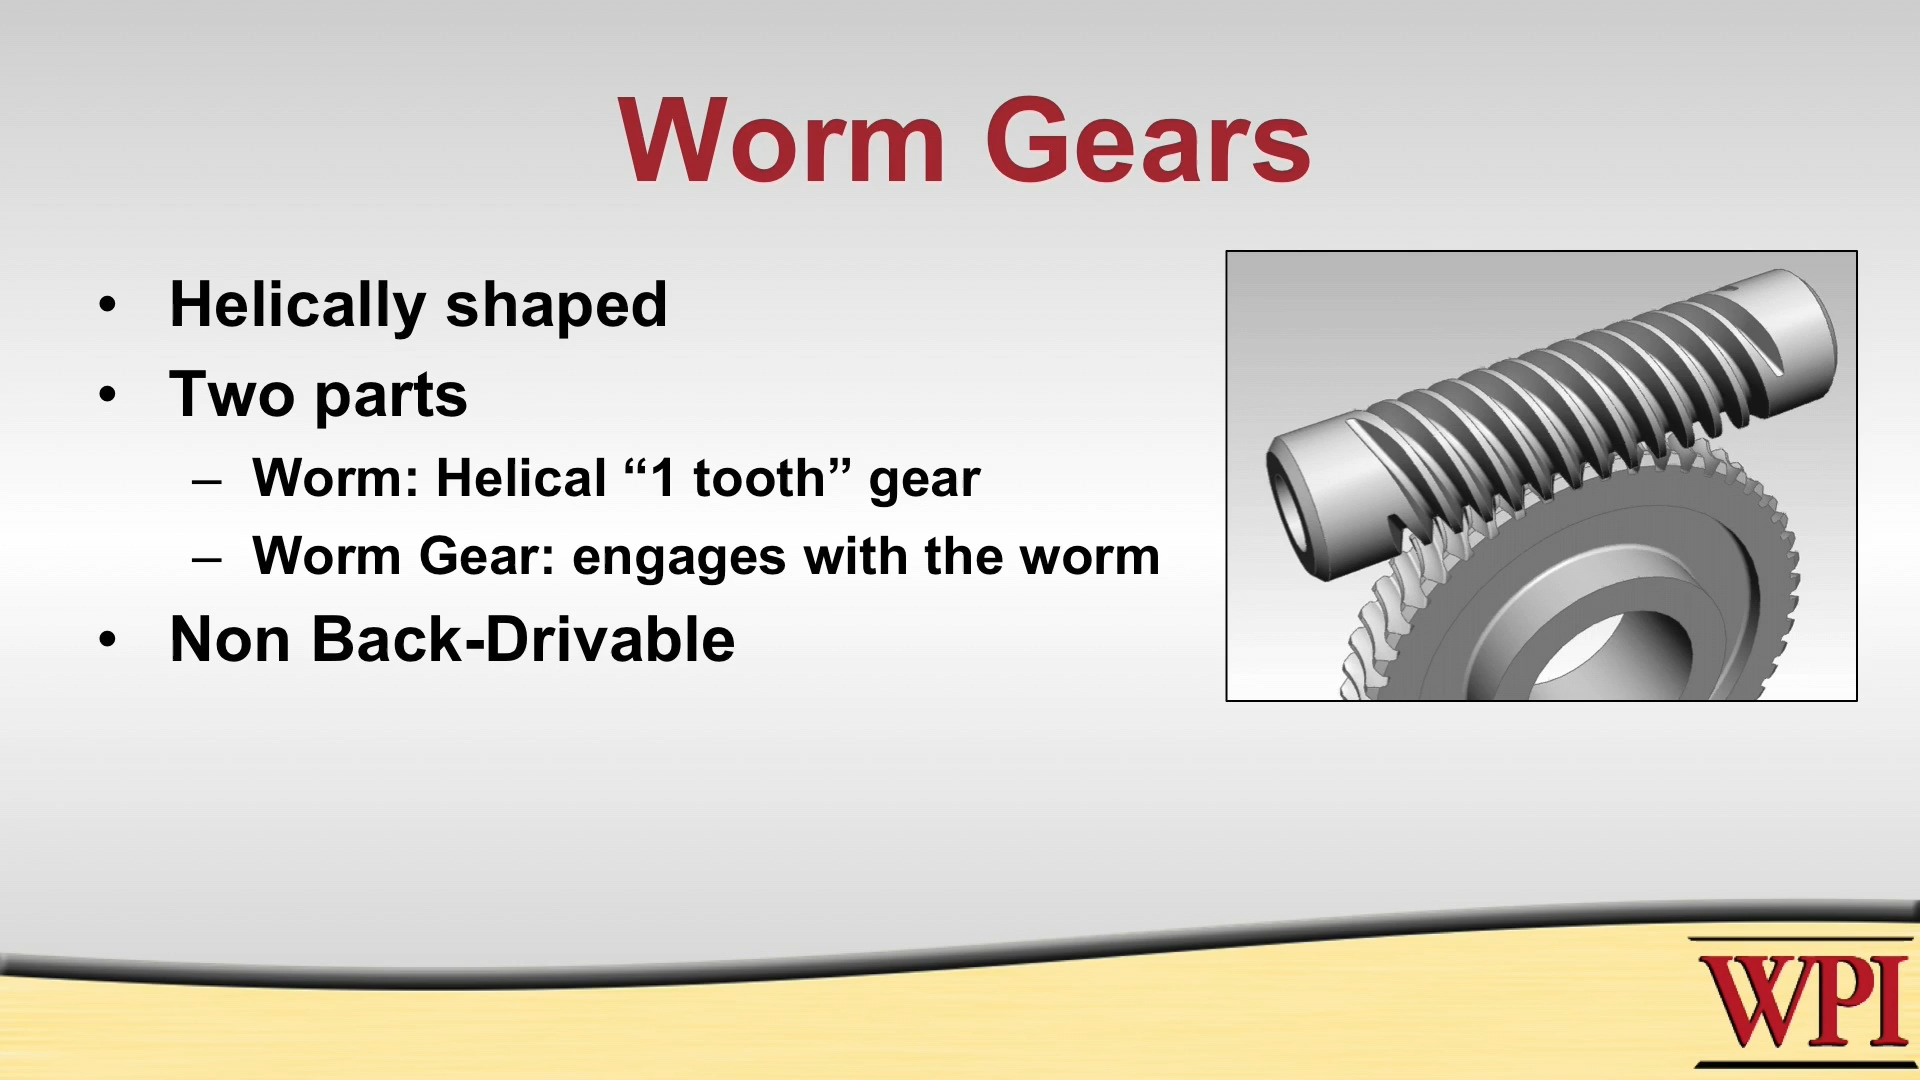 Worm Gears
• Helically shaped
• Two parts
– Worm: Helical “1 tooth” gear
– Worm Gear: engages with the worm
• Non Back-Drivable
WPI